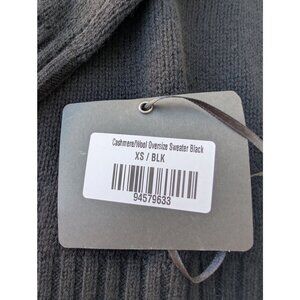 Cashmere/Wool Oversize Sweater Black
XS / BLK
94579633